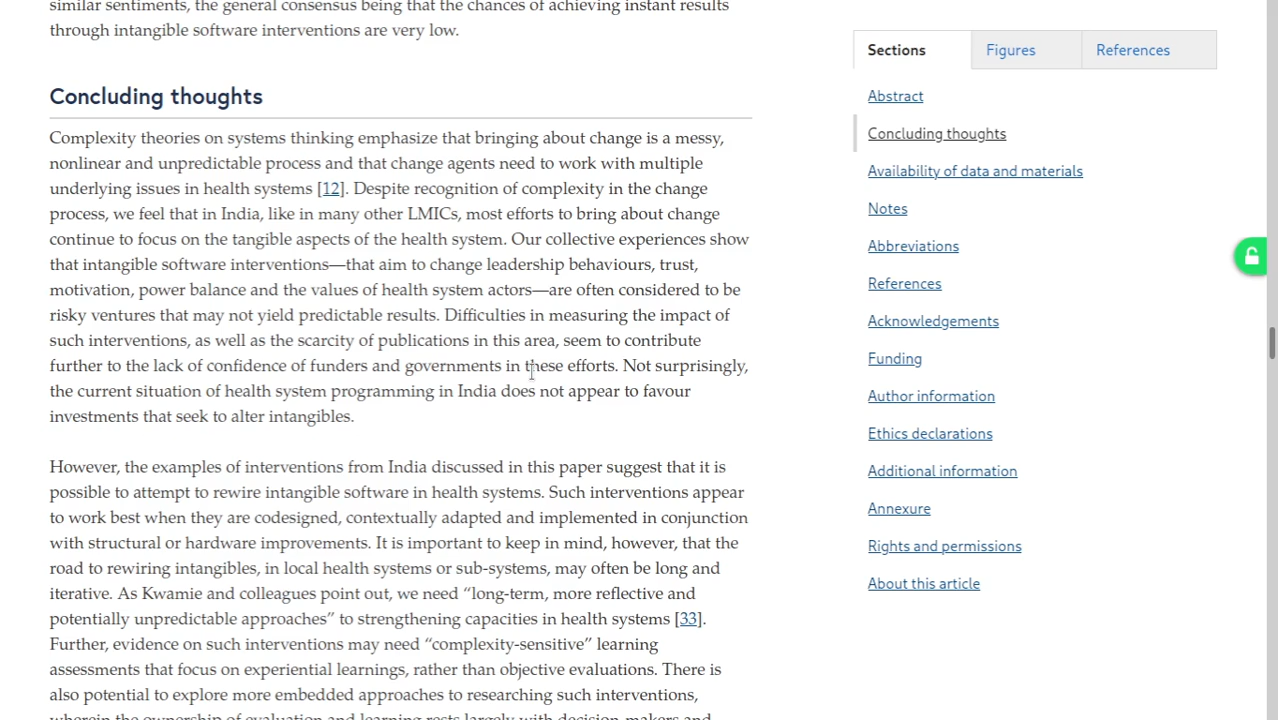 similar sentiments, the general consensus being that the chances of achieving instant results
through intangible software interventions are very low.
Concluding thoughts
Complexity theories on systems thinking emphasize that bringing about change is a messy,
nonlinear and unpredictable process and that change agents need to work with multiple
underlying issues in health systems [12]. Despite recognition of complexity in the change
process, we feel that in India, like in many other LMICs, most efforts to bring about change
continue to focus on the tangible aspects of the health system. Our collective experiences show
that intangible software interventions—that aim to change leadership behaviours, trust,
motivation, power balance and the values of health system actors—are often considered to be
risky ventures that may not yield predictable results. Difficulties in measuring the impact of
such interventions, as well as the scarcity of publications in this area, seem to contribute
further to the lack of confidence of funders and governments in these efforts. Not surprisingly,
the current situation of health system programming in India does not appear to favour
investments that seek to alter intangibles.
However, the examples of interventions from India discussed in this paper suggest that it is
possible to attempt to rewire intangible software in health systems. Such interventions appear
to work best when they are codesigned, contextually adapted and implemented in conjunction
with structural or hardware improvements. It is important to keep in mind, however, that the
road to rewiring intangibles, in local health systems or sub-systems, may often be long and
iterative. As Kwamie and colleagues point out, we need “long-term, more reflective and
potentially unpredictable approaches” to strengthening capacities in health systems [33].
Further, evidence on such interventions may need “complexity-sensitive” learning
assessments that focus on experiential learnings, rather than objective evaluations. There is
also potential to explore more embedded approaches to researching such interventions,
wherein the ownership of evaluation and learning rests largely with decision-makers and
Sections
Figures
References
Abstract
Concluding thoughts
Availability of data and materials
Notes
Abbreviations
References
Acknowledgements
Funding
Author information
Ethics declarations
Additional information
Annexure
Rights and permissions
About this article